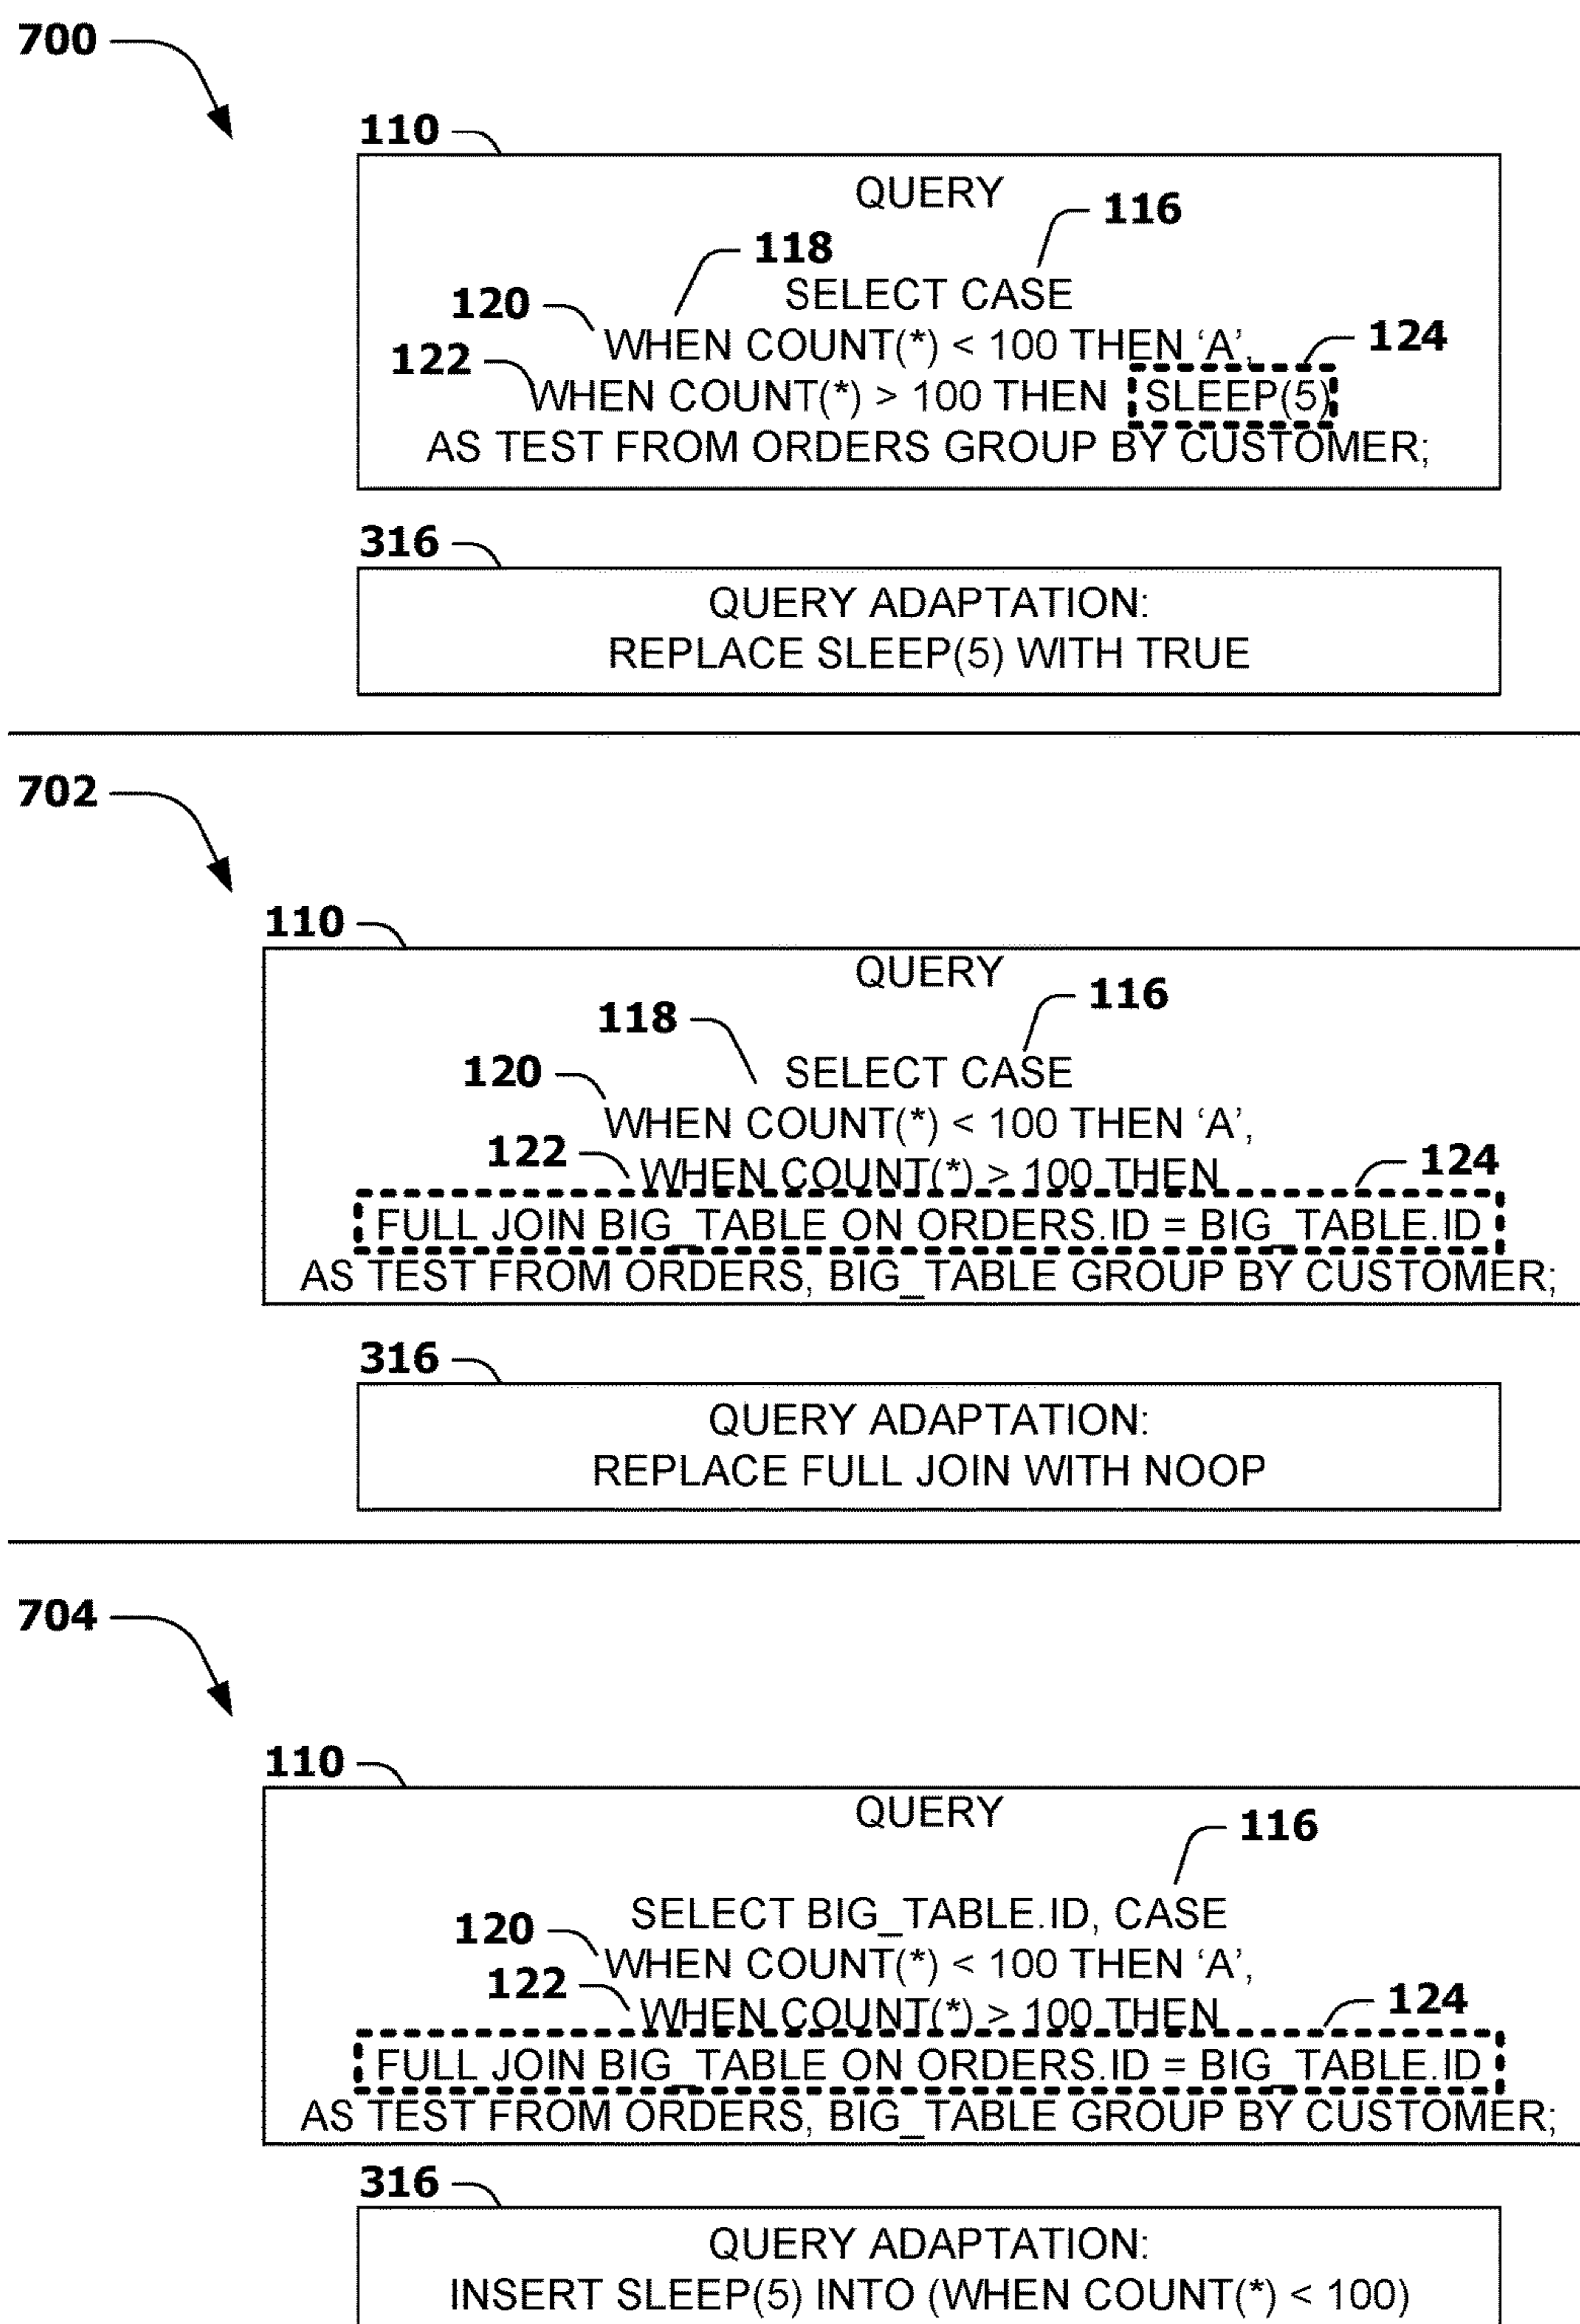 700
110
QUERY
116
118
SELECT CASE
120
WHEN COUNT(*) < 100 THEN ‘A’,
124
122
WHEN COUNT(*) > 100 THEN SLEEP(5)
AS TEST FROM ORDERS GROUP BY CUSTOMER;
316
QUERY ADAPTATION:
REPLACE SLEEP(5) WITH TRUE
702
110
QUERY
116
118
SELECT CASE
120
WHEN COUNT(*) < 100 THEN ‘A’,
122
WHEN COUNT(*) > 100 THEN
124
FULL JOIN BIG_TABLE ON ORDERS.ID = BIG_TABLE.ID
AS TEST FROM ORDERS, BIG_TABLE GROUP BY CUSTOMER;
316
QUERY ADAPTATION:
REPLACE FULL JOIN WITH NOOP
704
110
QUERY
116
SELECT BIG_TABLE.ID, CASE
120
WHEN COUNT(*) < 100 THEN ‘A’,
122
WHEN COUNT(*) > 100 THEN
124
FULL JOIN BIG_TABLE ON ORDERS.ID = BIG_TABLE.ID
AS TEST FROM ORDERS, BIG_TABLE GROUP BY CUSTOMER;
316
QUERY ADAPTATION:
INSERT SLEEP(5) INTO (WHEN COUNT(*) < 100)